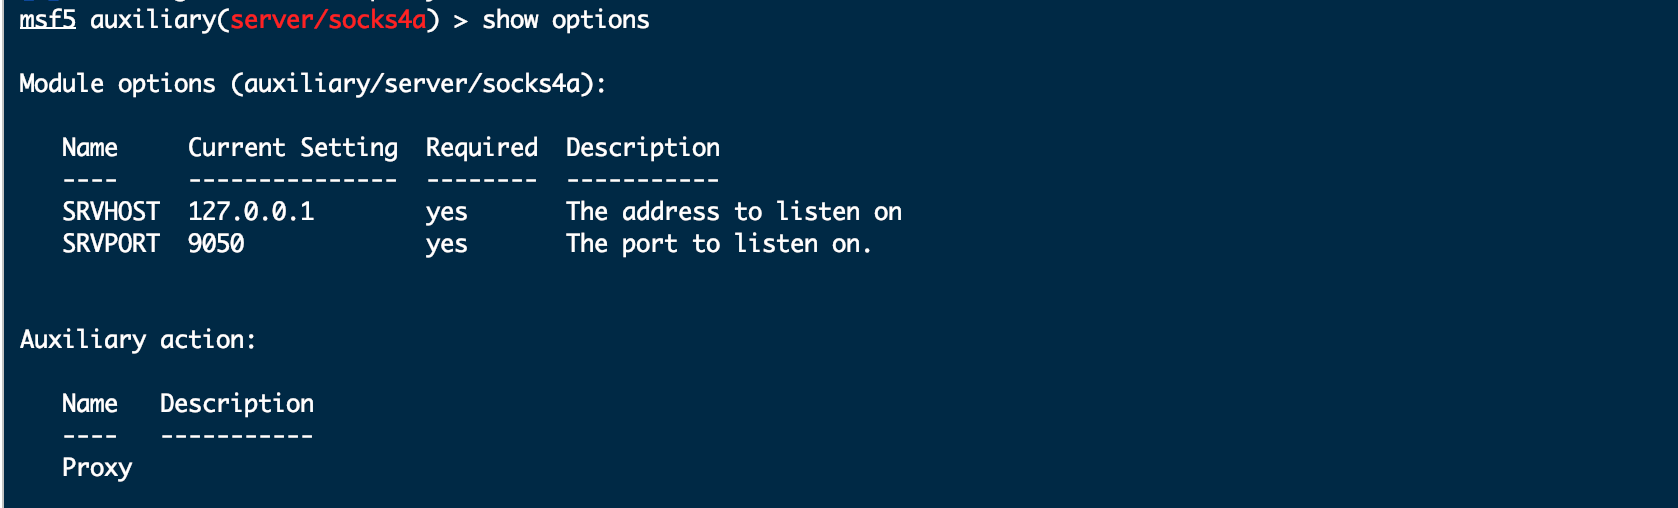 msf5 auxiliary(server/socks4a) > show options
Module options (auxiliary/server/socks4a):
Name Current Setting Required Description
---- --------------- -------- -----------
SRVHOST 127.0.0.1 yes The address to listen on
SRVPORT 9050 yes The port to listen on.
Auxiliary action:
Name Description
---- -----------
Proxy